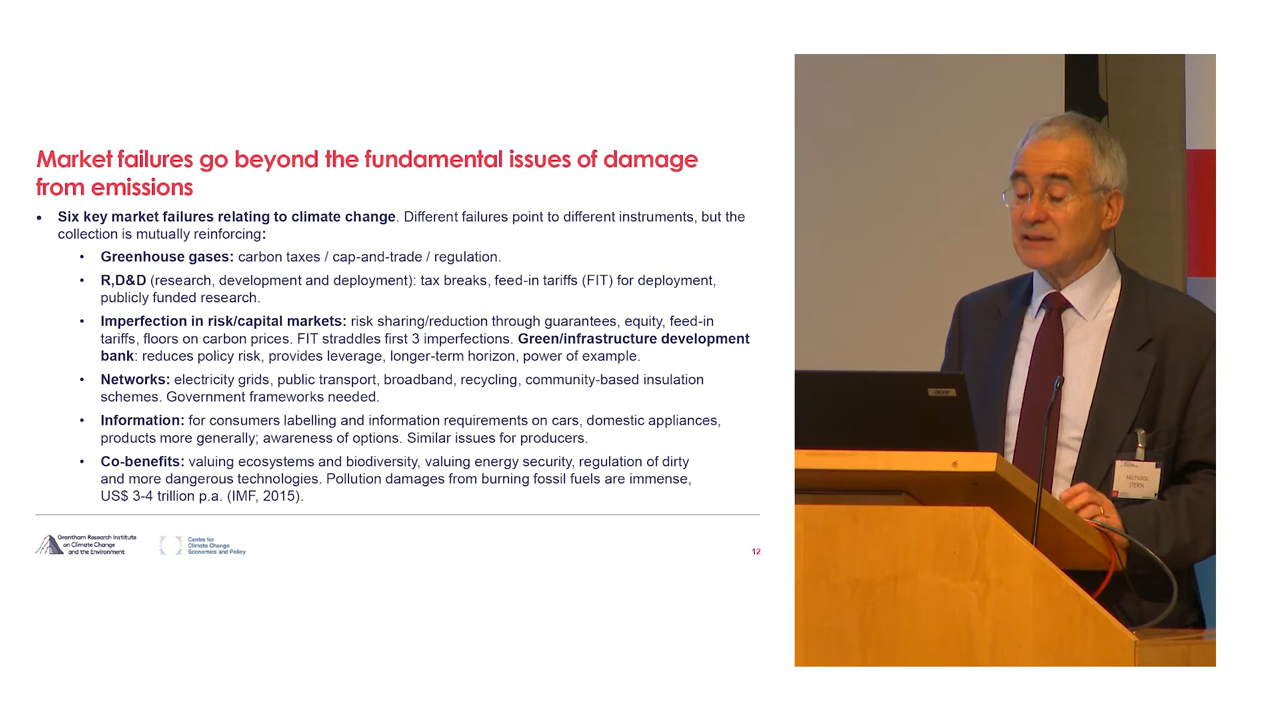 Market failures go beyond the fundamental issues of damage
from emissions
• Six key market failures relating to climate change. Different failures point to different instruments, but the
collection is mutually reinforcing:
• Greenhouse gases: carbon taxes / cap-and-trade / regulation.
• R,D&D (research, development and deployment): tax breaks, feed-in tariffs (FIT) for deployment,
publicly funded research.
• Imperfection in risk/capital markets: risk sharing/reduction through guarantees, equity, feed-in
tariffs, floors on carbon prices. FIT straddles first 3 imperfections. Green/infrastructure development
bank: reduces policy risk, provides leverage, longer-term horizon, power of example.
• Networks: electricity grids, public transport, broadband, recycling, community-based insulation
schemes. Government frameworks needed.
• Information: for consumers labelling and information requirements on cars, domestic appliances,
products more generally; awareness of options. Similar issues for producers.
• Co-benefits: valuing ecosystems and biodiversity, valuing energy security, regulation of dirty
and more dangerous technologies. Pollution damages from burning fossil fuels are immense,
US$ 3-4 trillion p.a. (IMF, 2015).
Grantham Research Institute
on Climate Change
and the Environment
Centre for
Climate Change
Economics and Policy
12
acer
Nicholas
STERN